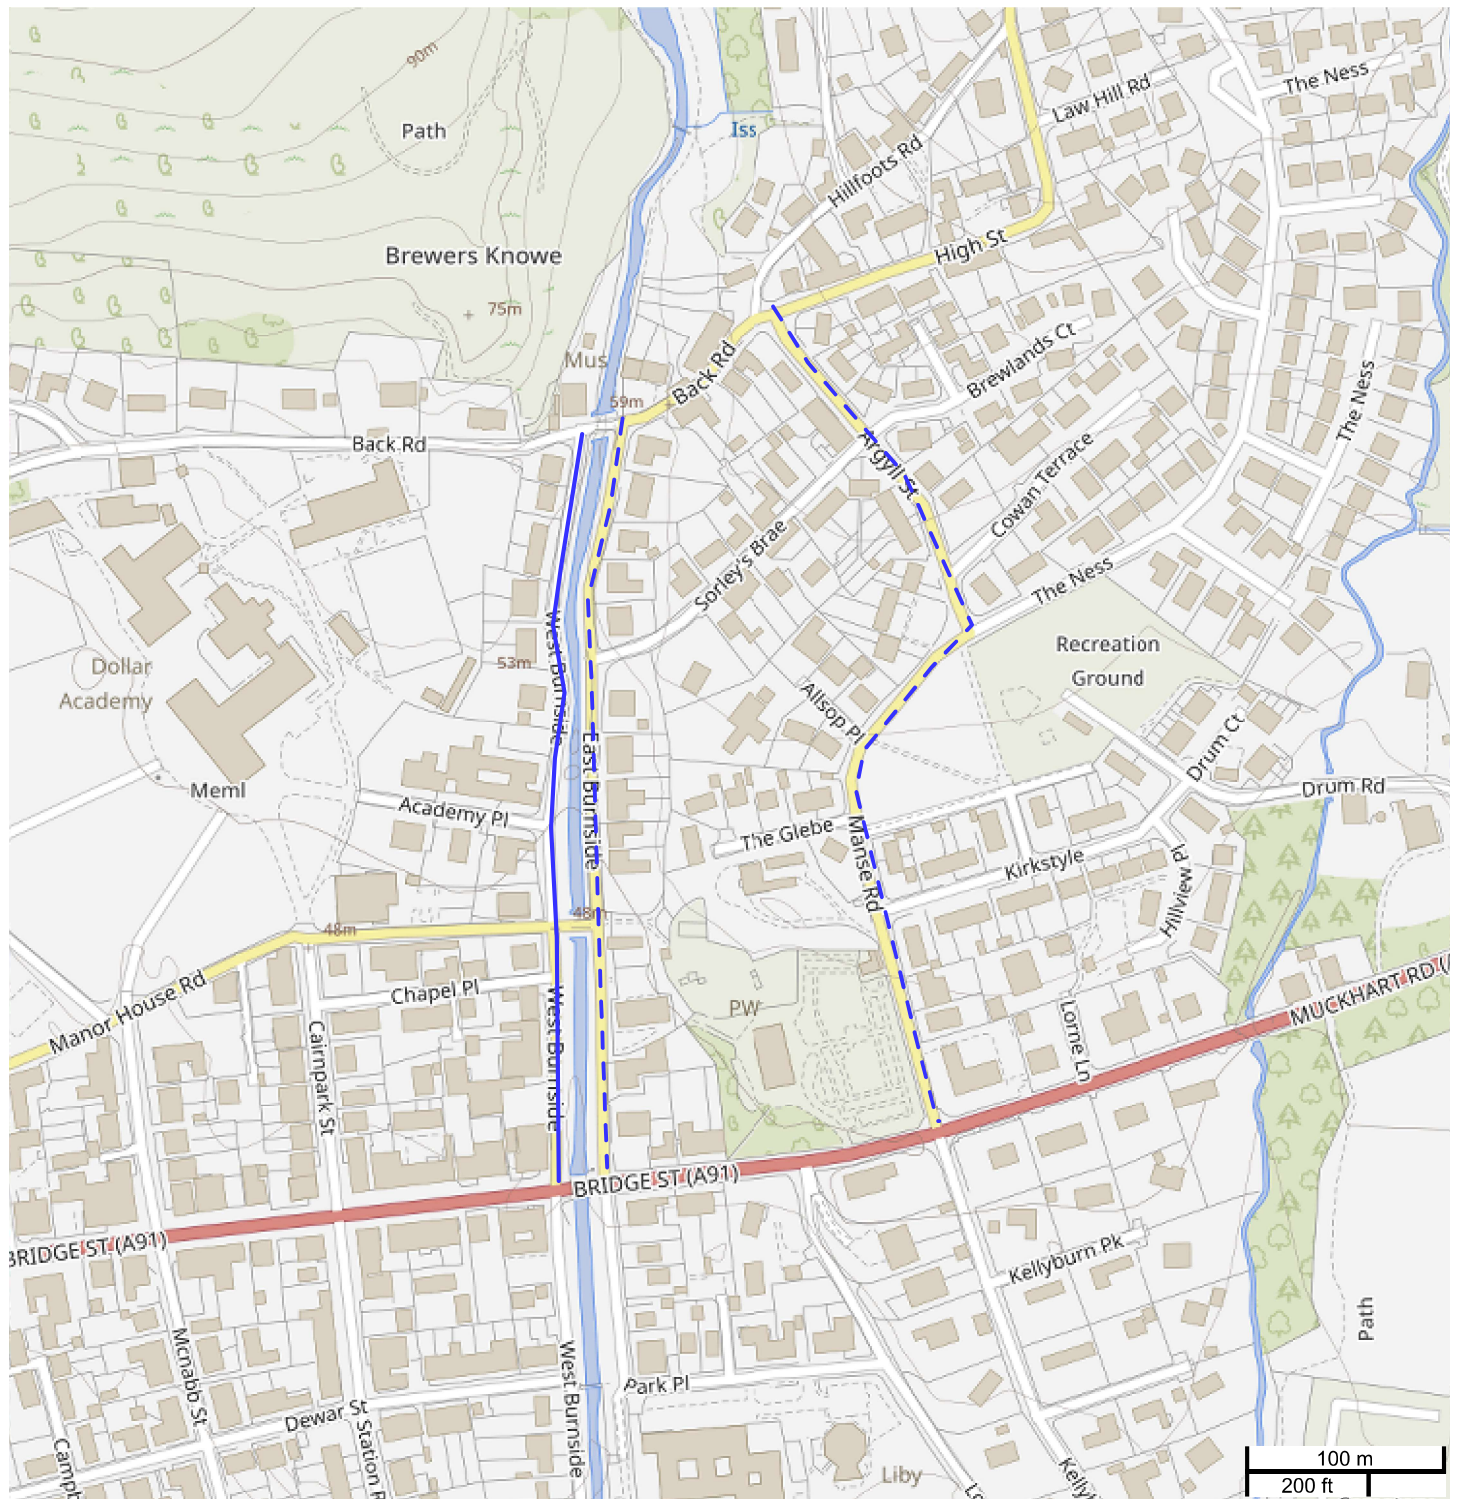 90m
Path
Iss
Law Hill Rd
The Ness
Hillfoots Rd
High St
Brewers Knowe
75m
Mus
Back Rd
Brewlands Ct
59m
Back Rd
Argyll St
Cowan Terrace
The Ness
Sorley's Brae
The Ness
West Burnside
53m
Dollar
Academy
Recreation
Ground
Allsop Pl
East Burnside
Drum Ct
Meml
Drum Rd
Academy Pl
The Glebe
Manse Rd
Kirkstyle
Hillview Pl
48m
48m
Manor House Rd
Chapel Pl
West Burnside
PW
MUCKHART RD (A
Cairnpark St
Lorne Ln
BRIDGE ST (A91)
BRIDGE ST (A91)
Kellyburn Pk
Path
Mcnabb St
West Burnside
Park Pl
Dewar St
Station R
Campb
Liby
Lo
Kelly
100 m
200 ft